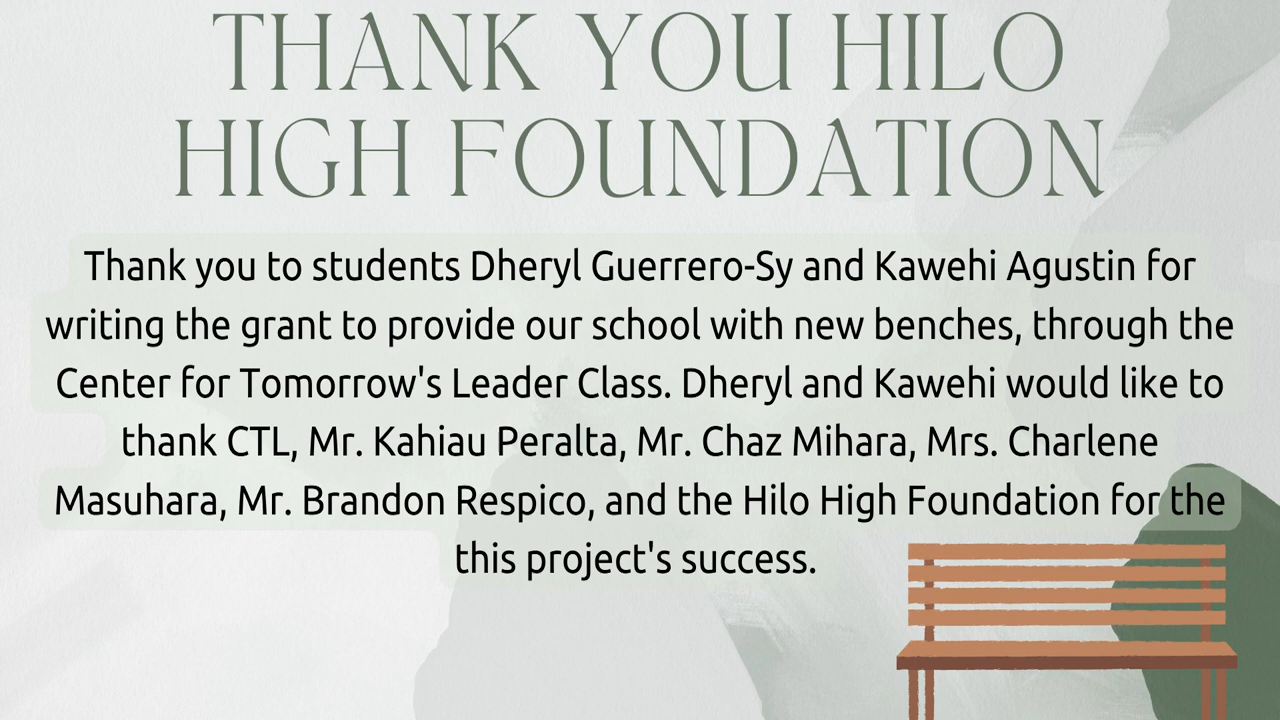 THANK YOU HILO
HIGH FOUNDATION
Thank you to students Dheryl Guerrero-Sy and Kawehi Agustin for
writing the grant to provide our school with new benches, through the
Center for Tomorrow's Leader Class. Dheryl and Kawehi would like to
thank CTL, Mr. Kahiau Peralta, Mr. Chaz Mihara, Mrs. Charlene
Masuhara, Mr. Brandon Respico, and the Hilo High Foundation for the
this project's success.